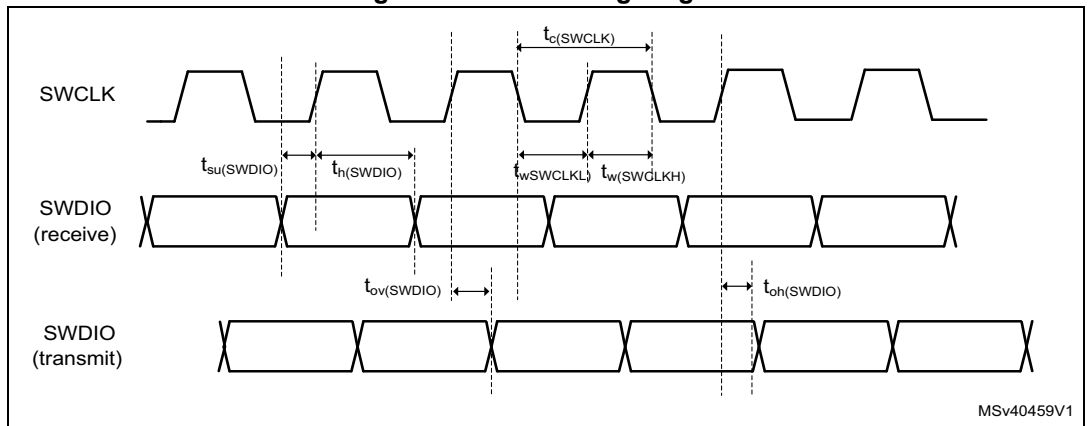 tc(SWCLK)
SWCLK
tsu(SWDIO)
th(SWDIO)
twSWCLKL)
tw(SWCLKH)
SWDIO
(receive)
tov(SWDIO)
toh(SWDIO)
SWDIO
(transmit)
MSv40459V1